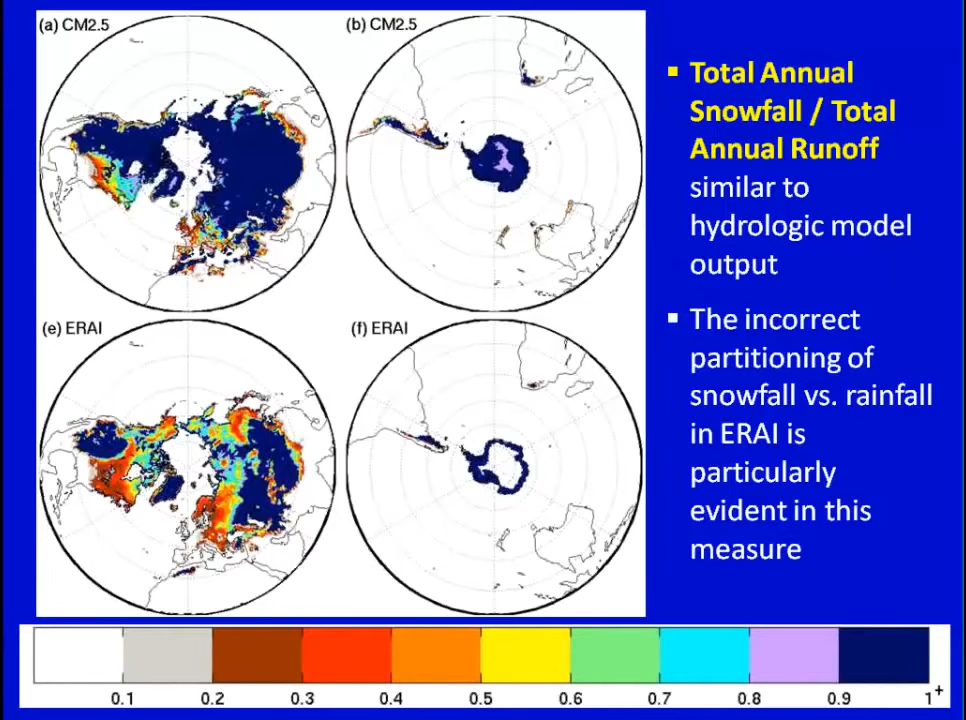 (a) CM2.5
(b) CM2.5
(e) ERAI
(f) ERAI
▪ Total Annual
Snowfall / Total
Annual Runoff
similar to
hydrologic model
output
▪ The incorrect
partitioning of
snowfall vs. rainfall
in ERAI is
particularly
evident in this
measure
0.1 0.2 0.3 0.4 0.5 0.6 0.7 0.8 0.9 1+